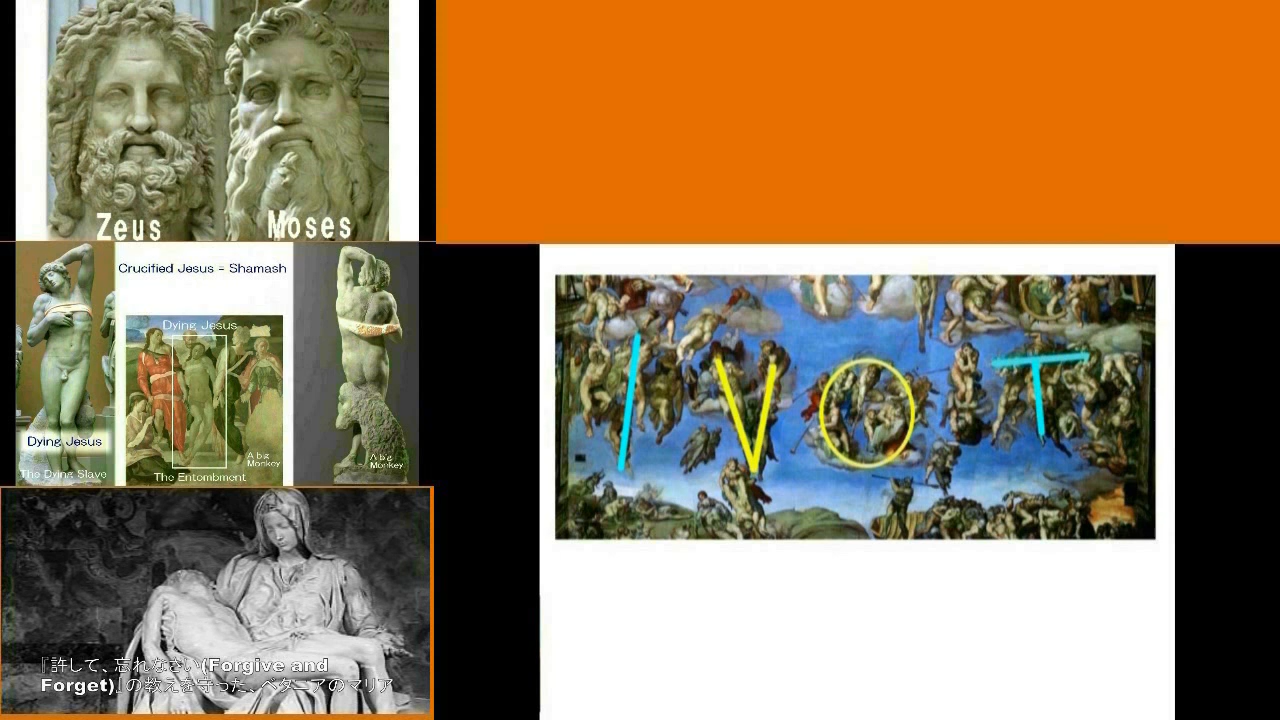 Zeus
Moses
Crucified Jesus = Shamash
Dying Jesus
Dying Jesus
The Dying Slave
A big
Monkey
The Entombment
A big
Monkey
『許して、忘れなさい(Forgive and
Forget)』の教えを守った、ベタニアのマリア
I V O T